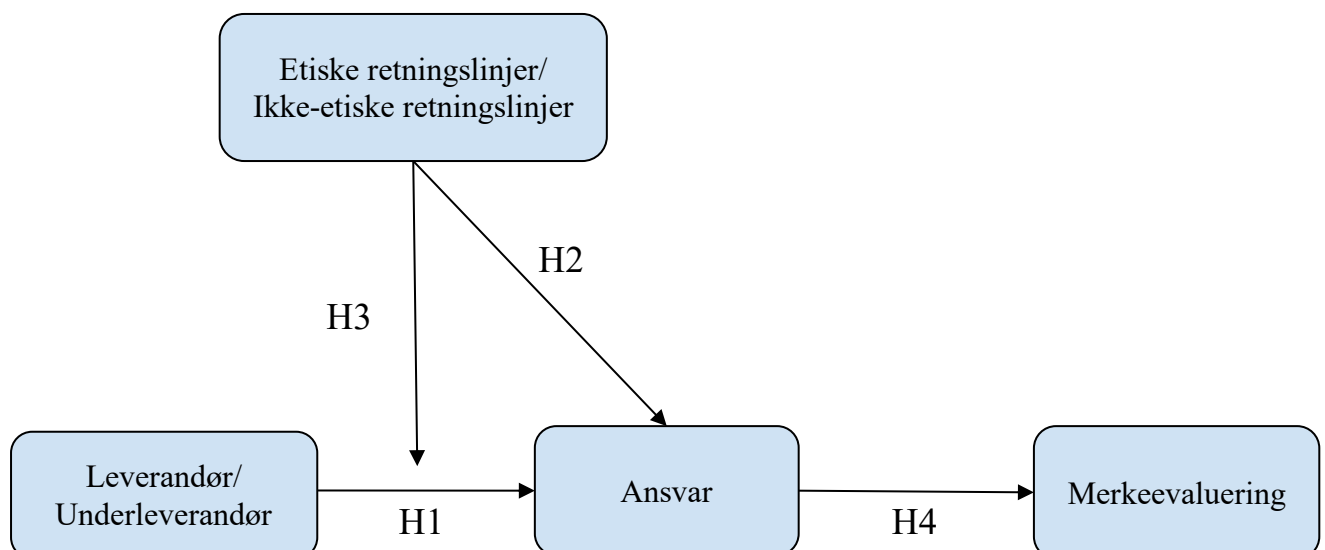 Etiske retningslinjer/
Ikke-etiske retningslinjer
H2
H3
Leverandør/
Underleverandør
H1
Ansvar
H4
Merkeevaluering